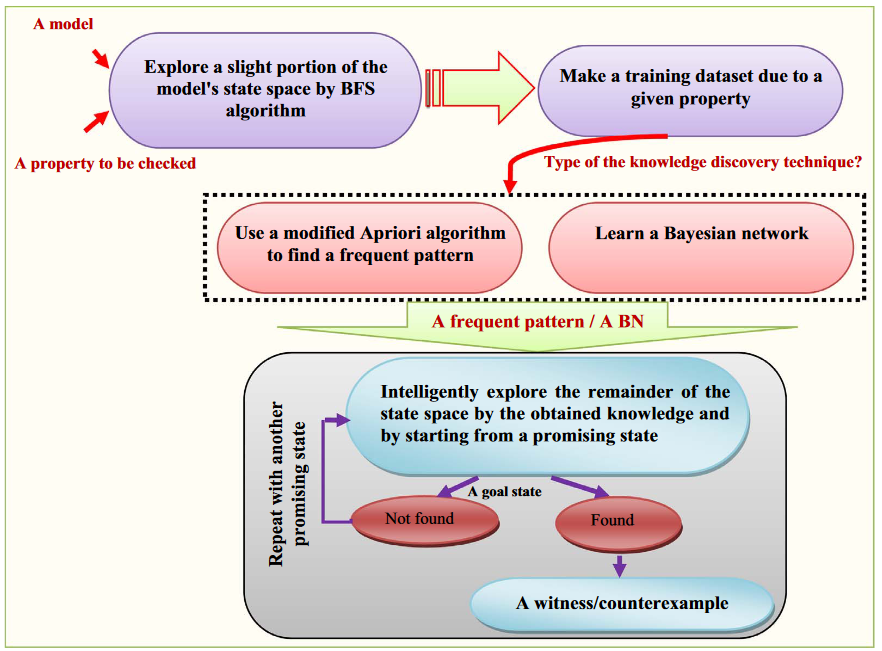 A model
Explore a slight portion of the
model's state space by BFS
algorithm
A property to be checked
Make a training dataset due to a
given property
Type of the knowledge discovery technique?
Use a modified Apriori algorithm
to find a frequent pattern
Learn a Bayesian network
A frequent pattern / A BN
Intelligently explore the remainder of the
state space by the obtained knowledge and
by starting from a promising state
Repeat with another
promising state
A goal state
Not found
Found
A witness/counterexample